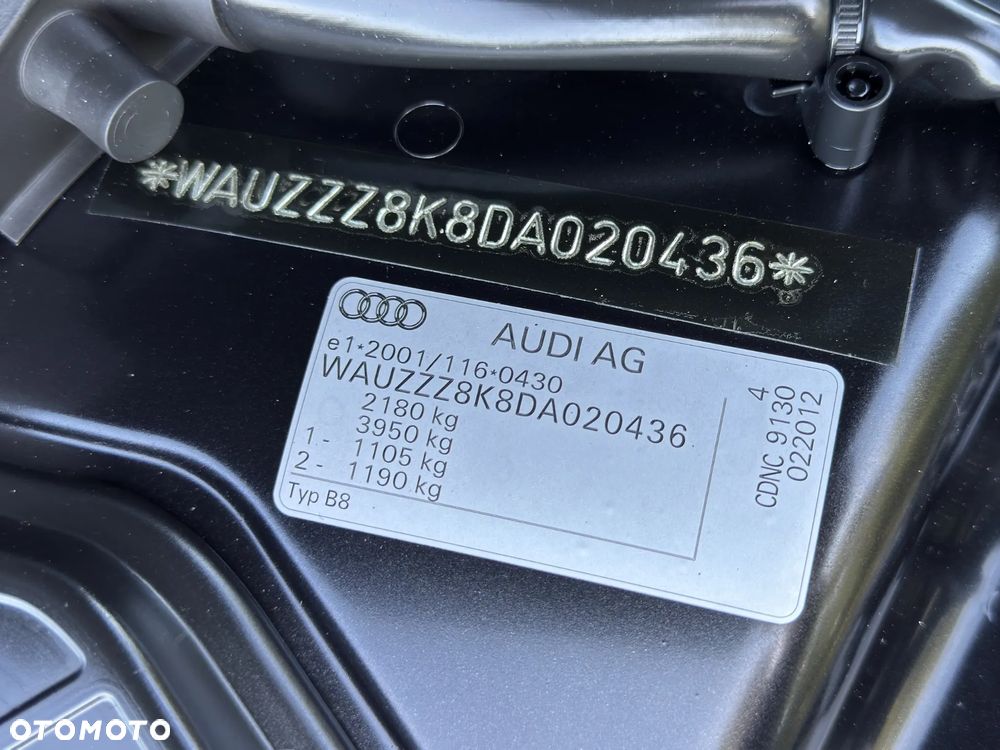 *WAUZZZ8K8DA020436*
AUDI AG
e1*2001/116*0430
WAUZZZ8K8DA020436
2180 kg
3950 kg
1- 1105 kg
2- 1190 kg
Typ B8
4
CDNC 9130
022012
OTOMOTO